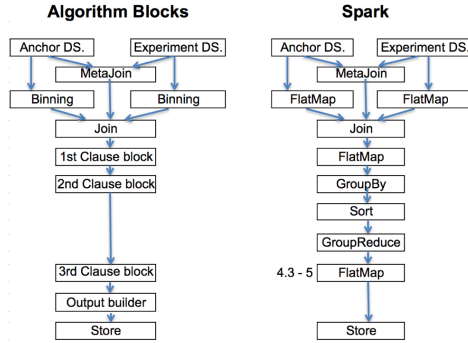 Algorithm Blocks
Anchor DS.
Experiment DS.
MetaJoin
Binning
Binning
Join
1st Clause block
2nd Clause block
3rd Clause block
Output builder
Store
Spark
Anchor DS.
Experiment DS.
MetaJoin
FlatMap
FlatMap
Join
FlatMap
GroupBy
Sort
GroupReduce
4.3 - 5 FlatMap
Store